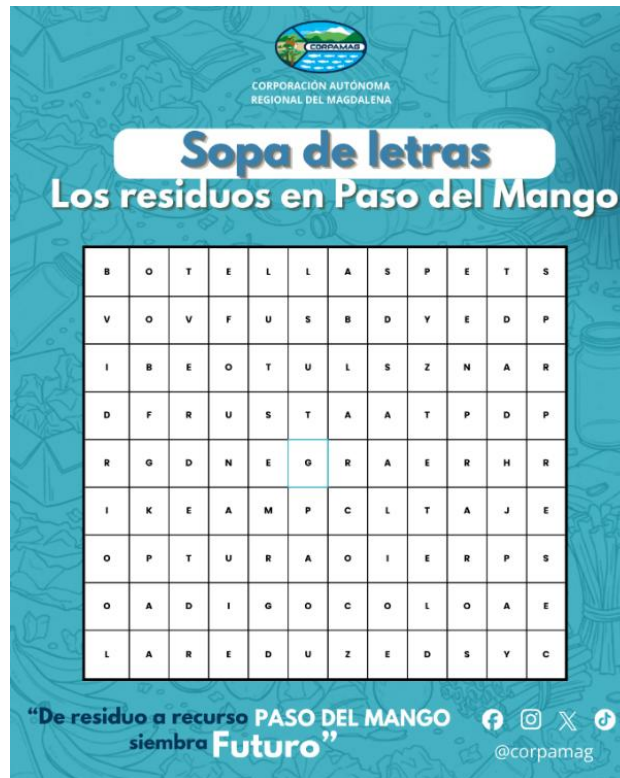 CORPAMAG
CORPORACIÓN AUTÓNOMA
REGIONAL DEL MAGDALENA
Sopa de letras
Los residuos en Paso del Mango
B O T E L L A S P E T S
V O V F U S B D Y E D P
I B E O T U L S Z N A R
D F R U S T A A T P D P
R G D N E G R A E R H R
I K E A M P C L T A J E
O P T U R A O I E R P S
O A D I G O C O L O A E
L A R E D U Z E D S Y C
“De residuo a recurso PASO DEL MANGO
siembra Futuro”
@corpamag